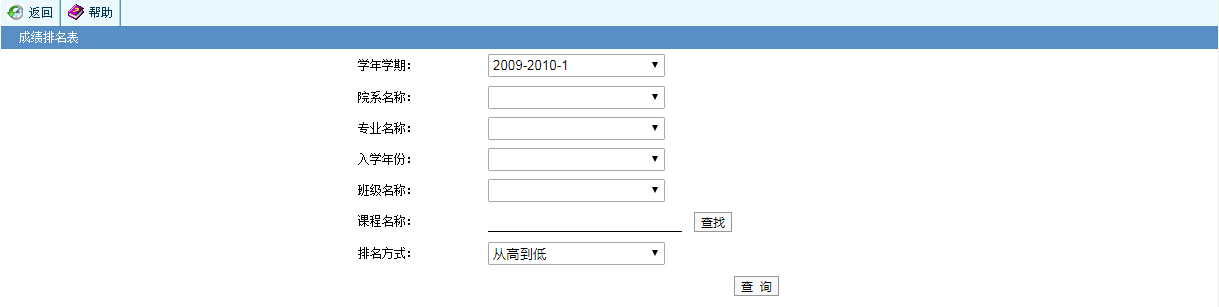 返回 帮助
成绩排名表
学年学期： 2009-2010-1
院系名称：
专业名称：
入学年份：
班级名称：
课程名称： 查找
排名方式： 从高到低
查 询